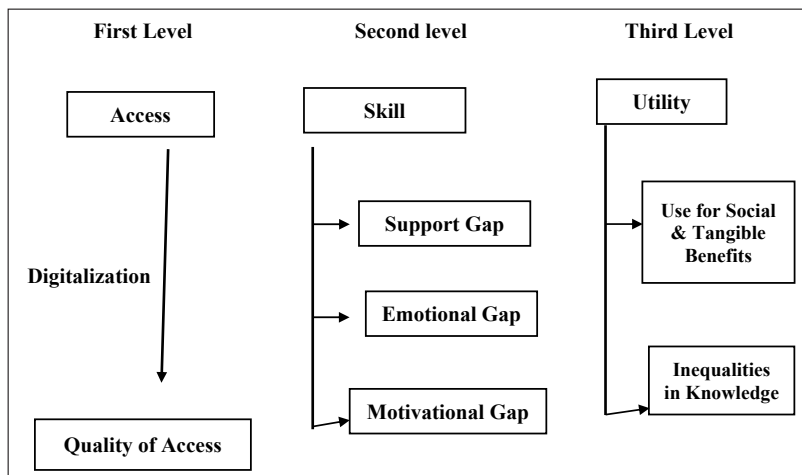 First Level
Second level
Third Level
Access
Skill
Utility
Support Gap
Use for Social
& Tangible
Benefits
Digitalization
Emotional Gap
Inequalities
in Knowledge
Motivational Gap
Quality of Access